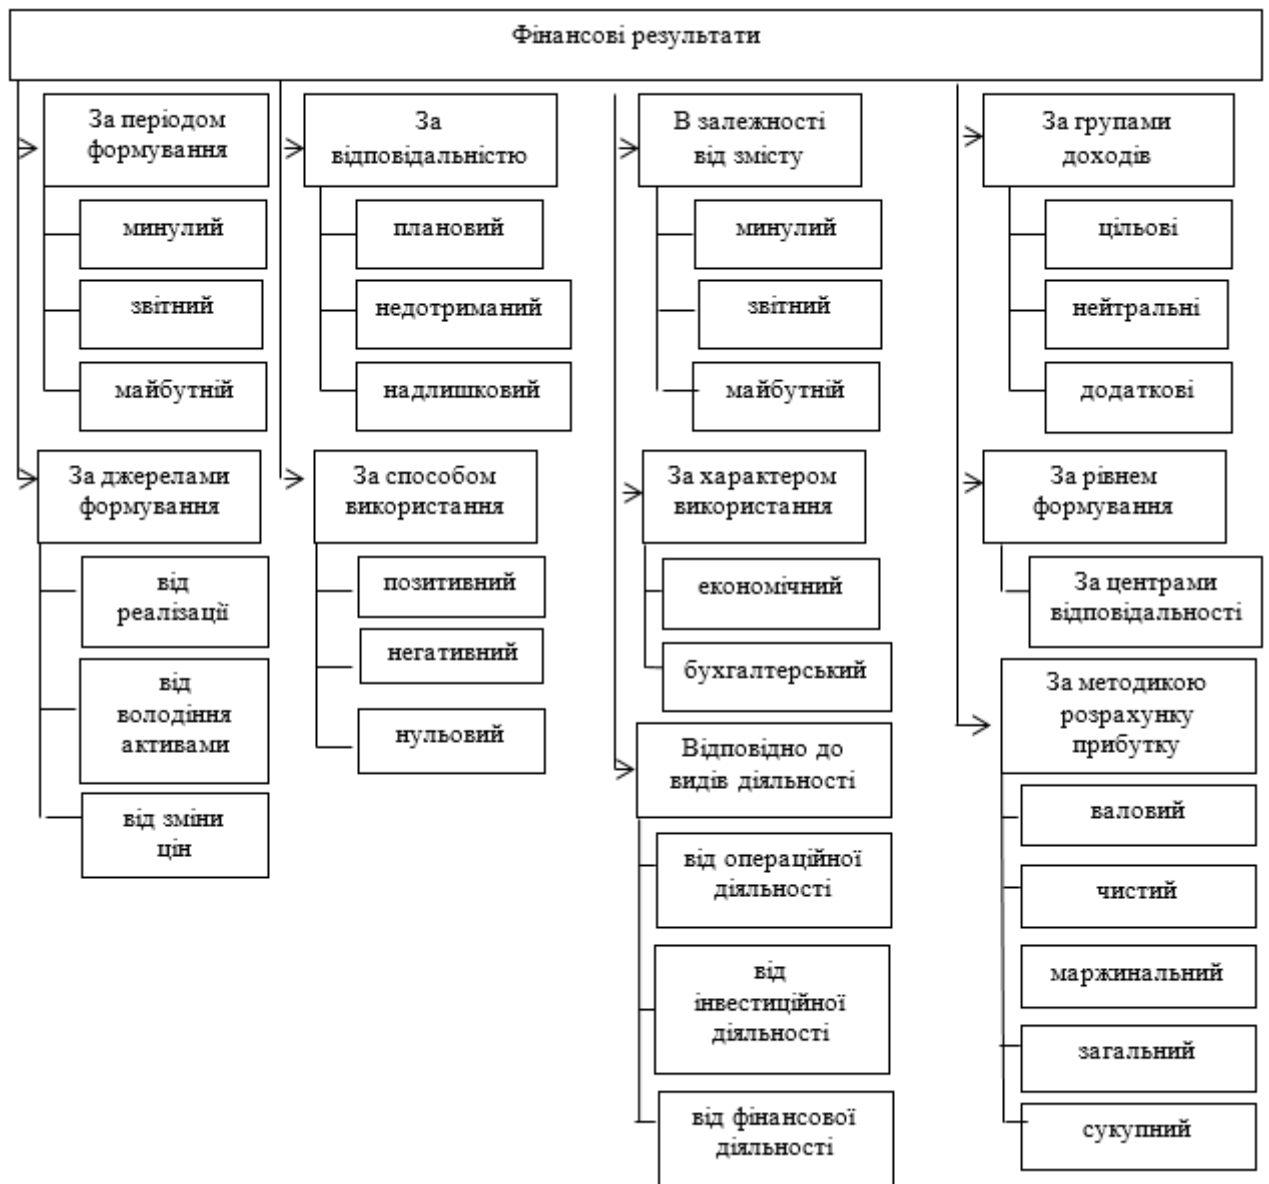 Фінансові результати
За періодом
формування
минулий
звітний
майбутній
За джерелами
формування
від
реалізації
від
володіння
активами
від зміни
цін
За
відповідальністю
плановий
недотриманий
надлишковий
За способом
використання
позитивний
негативний
нульовий
В залежності
від змісту
минулий
звітний
майбутній
За характером
використання
економічний
бухгалтерський
Відповідно до
видів діяльності
від операційної
діяльності
від
інвестиційної
діяльності
від фінансової
діяльності
За групами
доходів
цільові
нейтральні
додаткові
За рівнем
формування
За центрами
відповідальності
За методикою
розрахунку
прибутку
валовий
чистий
маржинальний
загальний
сукупний